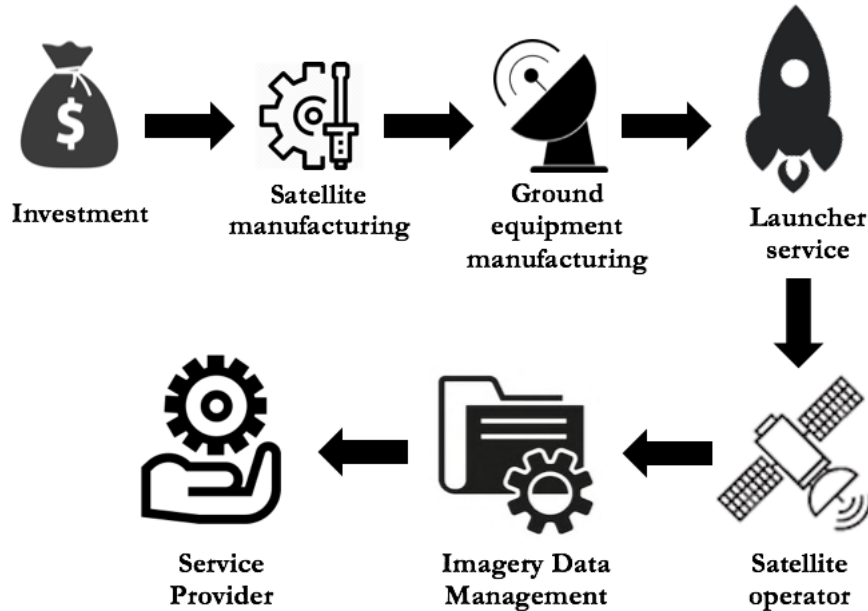 $
Investment
Satellite
manufacturing
Ground
equipment
manufacturing
Launcher
service
Satellite
operator
Imagery Data
Management
Service
Provider